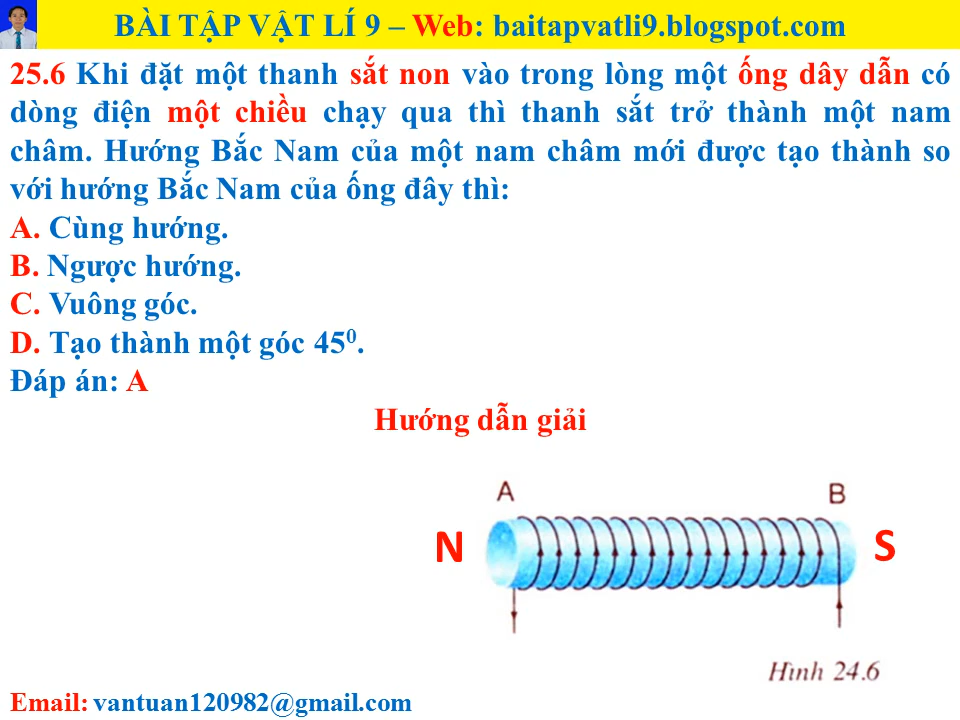 BÀI TẬP VẬT LÍ 9 – Web: baitapvatli9.blogspot.com
25.6 Khi đặt một thanh sắt non vào trong lòng một ống dây dẫn có
dòng điện một chiều chạy qua thì thanh sắt trở thành một nam
châm. Hướng Bắc Nam của một nam châm mới được tạo thành so
với hướng Bắc Nam của ống đây thì:
A. Cùng hướng.
B. Ngược hướng.
C. Vuông góc.
D. Tạo thành một góc 45⁰.
Đáp án: A
Hướng dẫn giải
A B
N S
Hình 24.6
Email: vantuan120982@gmail.com